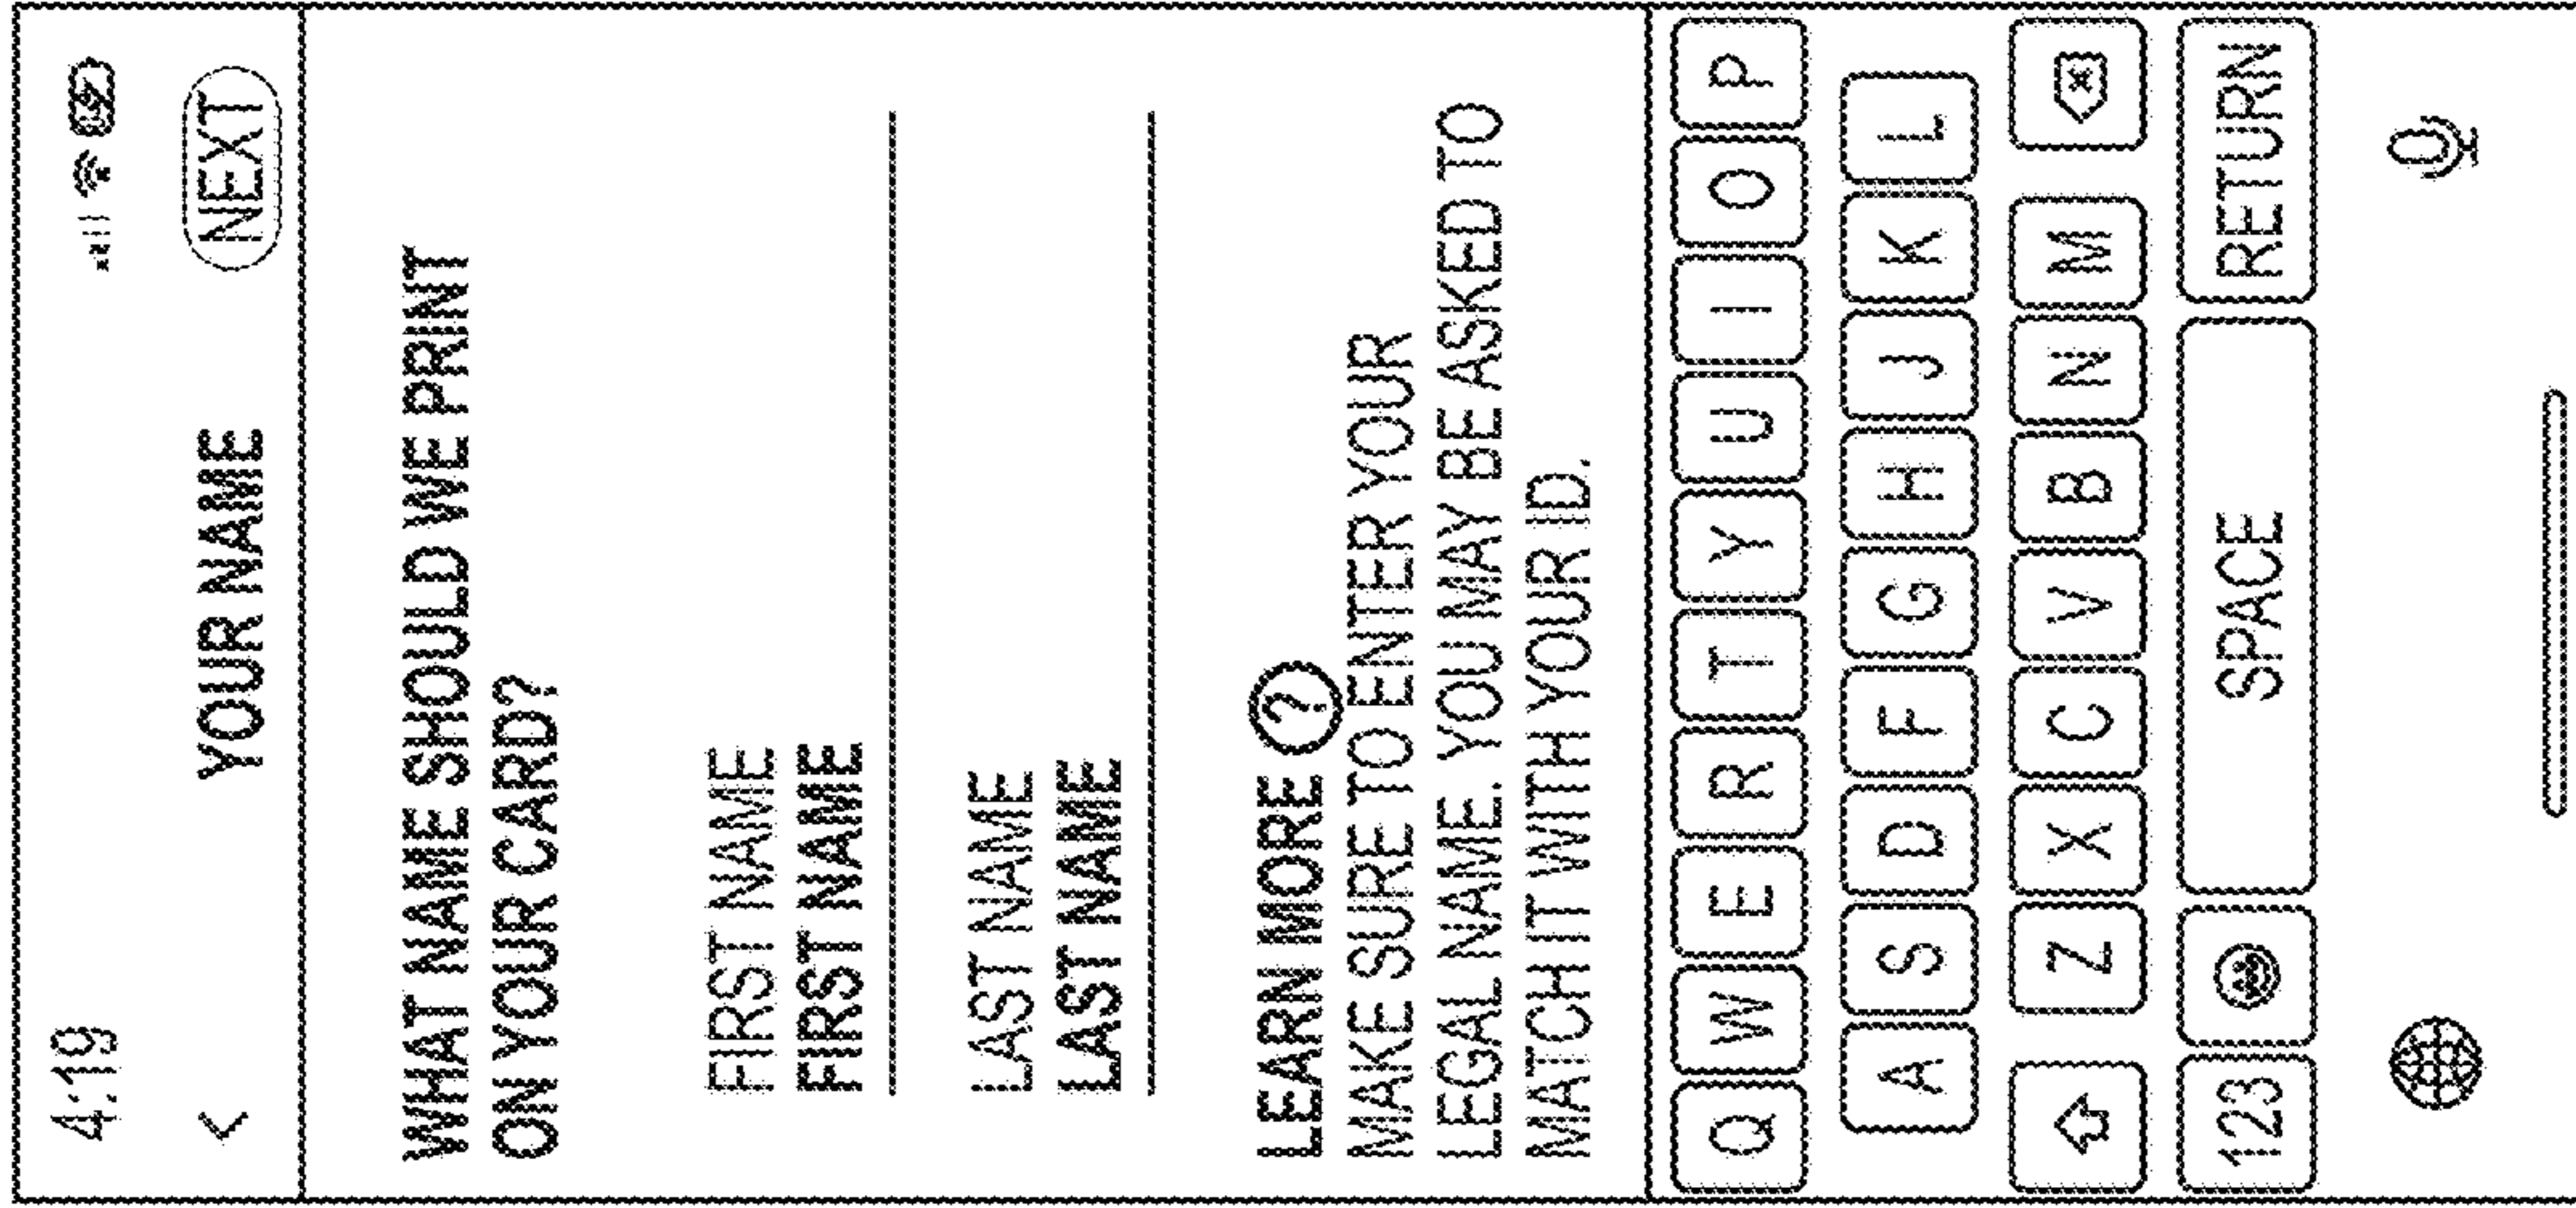 4:19
< YOUR NAME NEXT
WHAT NAME SHOULD WE PRINT
ON YOUR CARD?
FIRST NAME
FIRST NAME
LAST NAME
LAST NAME
LEARN MORE ?
MAKE SURE TO ENTER YOUR
LEGAL NAME. YOU MAY BE ASKED TO
MATCH IT WITH YOUR ID.
Q W E R T Y U I O P
A S D F G H J K L
Z X C V B N M
123 SPACE RETURN